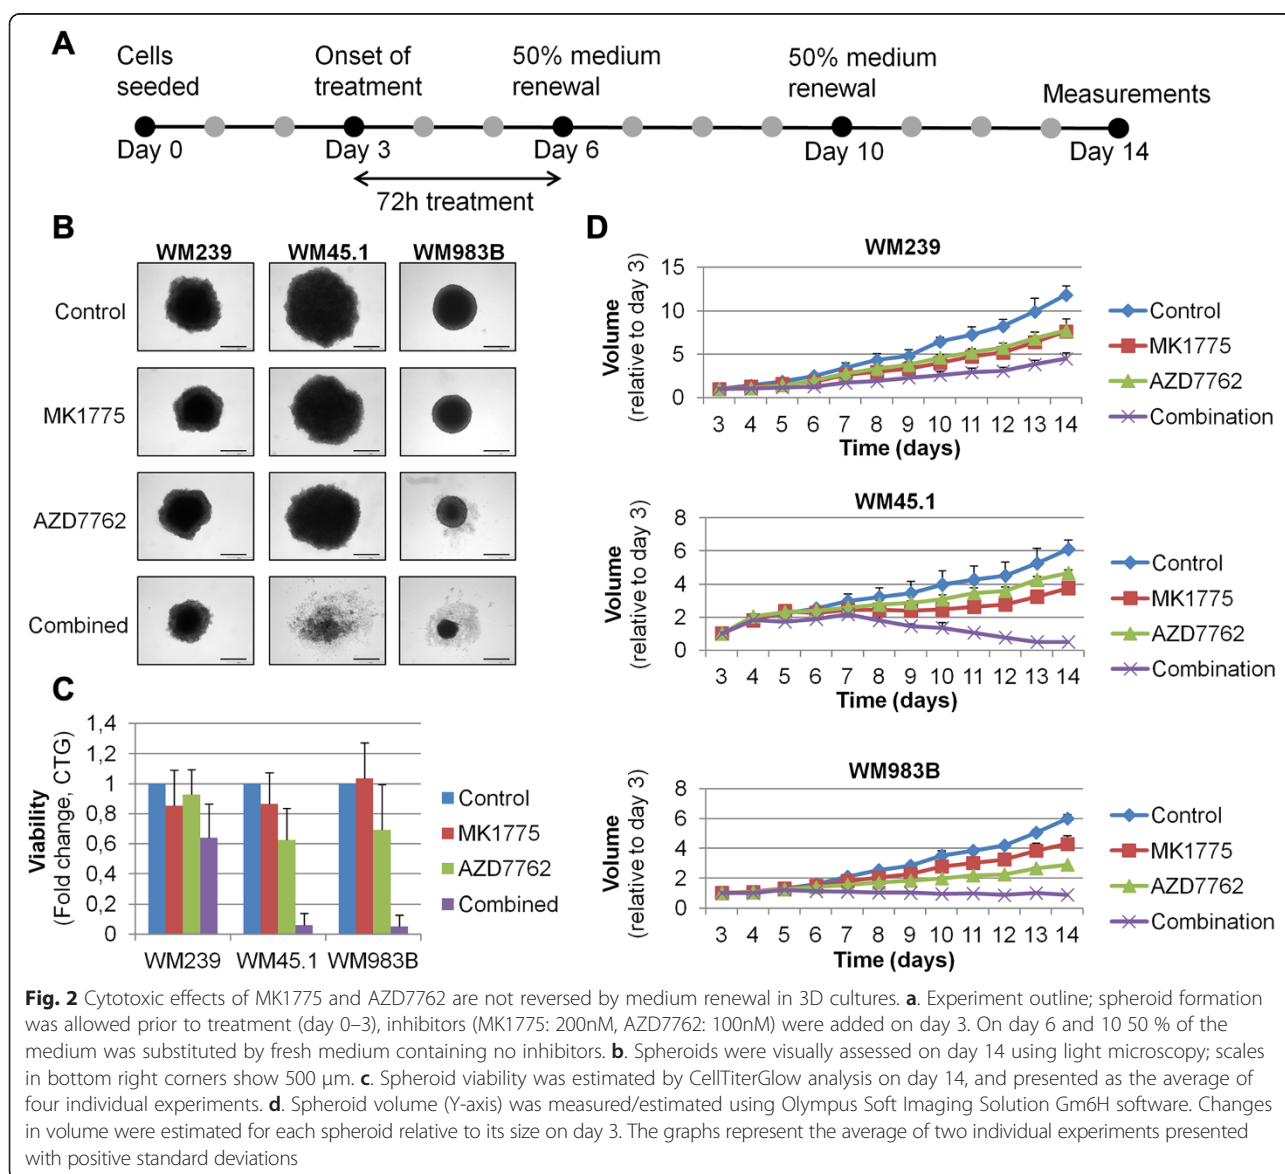 A
Cells seeded
Onset of treatment
50% medium renewal
50% medium renewal
Measurements
Day 0
Day 3
Day 6
Day 10
Day 14
72h treatment
B
WM239 WM45.1 WM983B
Control
MK1775
AZD7762
Combined
C
Viability
(Fold change, CTG)
1,4
1,2
1
0,8
0,6
0,4
0,2
0
WM239 WM45.1 WM983B
Control
MK1775
AZD7762
Combined
D
WM239
Volume
(relative to day 3)
15
10
5
0
3 4 5 6 7 8 9 10 11 12 13 14
Time (days)
Control
MK1775
AZD7762
Combination
WM45.1
Volume
(relative to day 3)
8
6
4
2
0
3 4 5 6 7 8 9 10 11 12 13 14
Time (days)
Control
MK1775
AZD7762
Combination
WM983B
Volume
(relative to day 3)
8
6
4
2
0
3 4 5 6 7 8 9 10 11 12 13 14
Time (days)
Control
MK1775
AZD7762
Combination
Fig. 2 Cytotoxic effects of MK1775 and AZD7762 are not reversed by medium renewal in 3D cultures. a. Experiment outline; spheroid formation
was allowed prior to treatment (day 0–3), inhibitors (MK1775: 200nM, AZD7762: 100nM) were added on day 3. On day 6 and 10 50 % of the
medium was substituted by fresh medium containing no inhibitors. b. Spheroids were visually assessed on day 14 using light microscopy; scales
in bottom right corners show 500 μm. c. Spheroid viability was estimated by CellTiterGlow analysis on day 14, and presented as the average of
four individual experiments. d. Spheroid volume (Y-axis) was measured/estimated using Olympus Soft Imaging Solution Gm6H software. Changes
in volume were estimated for each spheroid relative to its size on day 3. The graphs represent the average of two individual experiments presented
with positive standard deviations